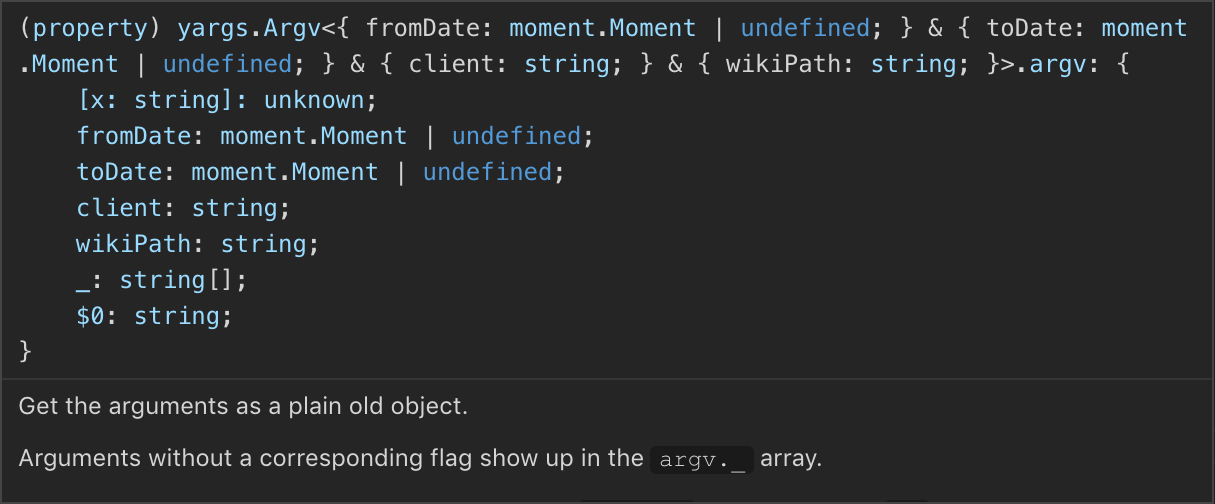 (property) yargs.Argv<{ fromDate: moment.Moment | undefined; } & { toDate: moment
.Moment | undefined; } & { client: string; } & { wikiPath: string; }>.argv: {
    [x: string]: unknown;
    fromDate: moment.Moment | undefined;
    toDate: moment.Moment | undefined;
    client: string;
    wikiPath: string;
    _: string[];
    $0: string;
}
Get the arguments as a plain old object.
Arguments without a corresponding flag show up in the argv._ array.